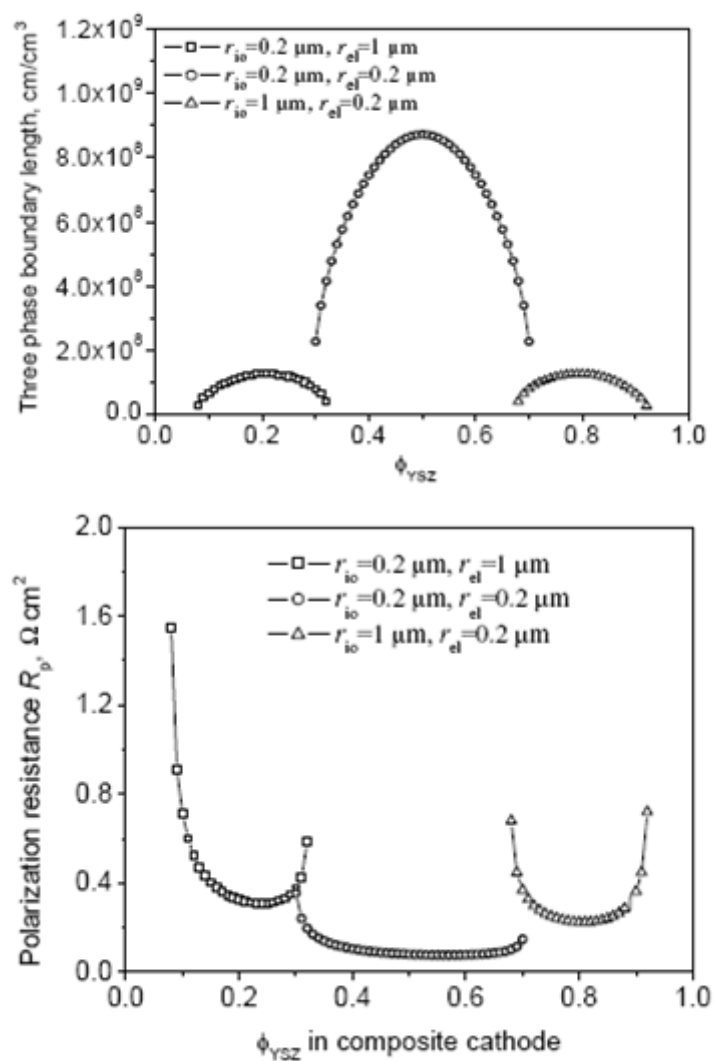 Three phase boundary length, cm/cm³
1.2x10⁹
1.0x10⁹
8.0x10⁸
6.0x10⁸
4.0x10⁸
2.0x10⁸
0.0
r_io=0.2 µm, r_el=1 µm
r_io=0.2 µm, r_el=0.2 µm
r_io=1 µm, r_el=0.2 µm
0.0 0.2 0.4 0.6 0.8 1.0
ϕ_YSZ
Polarization resistance R_p, Ω cm²
2.0
1.6
1.2
0.8
0.4
0.0
r_io=0.2 µm, r_el=1 µm
r_io=0.2 µm, r_el=0.2 µm
r_io=1 µm, r_el=0.2 µm
0.0 0.2 0.4 0.6 0.8 1.0
ϕ_YSZ in composite cathode